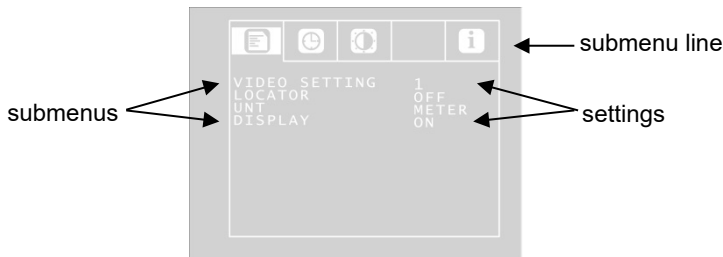 i
submenu line
VIDEO SETTING 1
LOCATOR OFF
UNT METER
DISPLAY ON
submenus
settings